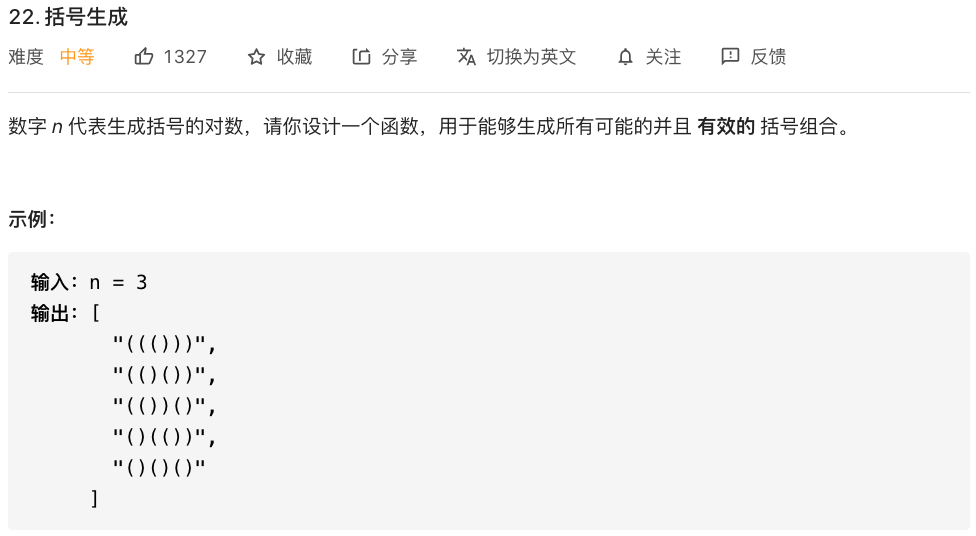 22. 括号生成
难度 中等 1327 收藏 分享 切换为英文 关注 反馈
数字 n 代表生成括号的对数，请你设计一个函数，用于能够生成所有可能的并且 有效的 括号组合。
示例：
输入：n = 3
输出：[
"((()))",
"(()())",
"(())()",
"()(())",
"()()()"
]